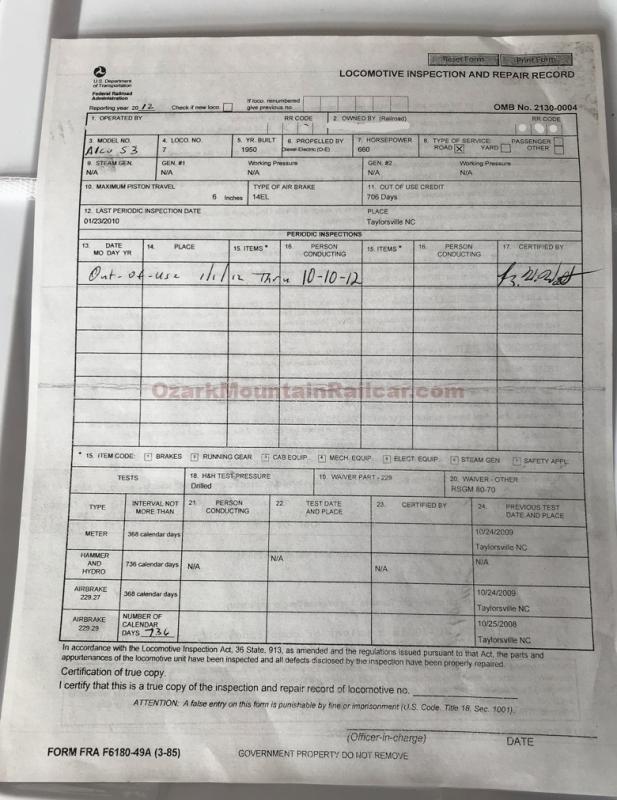 Reset Form Print Form
U.S. Department
of Transportation
Federal Railroad
Administration
LOCOMOTIVE INSPECTION AND REPAIR RECORD
Reporting year 2012 Check if new loco.
If loco. renumbered
give previous no.
OMB No. 2130-0004
1. OPERATED BY RR CODE 2. OWNED BY (Railroad) RR CODE
3. MODEL NO. 4. LOCO. NO. 5. YR. BUILT 6. PROPELLED BY 7. HORSEPOWER 8. TYPE OF SERVICE: PASSENGER
ROAD X YARD OTHER
Alco S3 7 1950 Diesel-Electric (D-E) 660
9. STEAM GEN. GEN. #1 Working Pressure GEN. #2 Working Pressure
N/A N/A N/A N/A N/A
10. MAXIMUM PISTON TRAVEL TYPE OF AIR BRAKE 11. OUT OF USE CREDIT
6 Inches 14EL 706 Days
12. LAST PERIODIC INSPECTION DATE PLACE
01/23/2010 Taylorsville NC
PERIODIC INSPECTIONS
13. DATE
MO DAY YR
14. PLACE 15. ITEMS *
16. PERSON
CONDUCTING
15. ITEMS *
16. PERSON
CONDUCTING
17. CERTIFIED BY
Out-of-use 1/1/12 Thru 10-10-12
OzarkMountainRailcar.com
* 15. ITEM CODE: 1 BRAKES 2 RUNNING GEAR 3 CAB EQUIP. 4 MECH. EQUIP. 5 ELECT. EQUIP. 6 STEAM GEN 7 SAFETY APPL.
TESTS
18. H&H TEST PRESSURE
Drilled
19. WAIVER PART - 229
20. WAIVER - OTHER
RSGM 80-70
TYPE
INTERVAL NOT
MORE THAN
21. PERSON
CONDUCTING
22. TEST DATE
AND PLACE
23. CERTIFIED BY
24. PREVIOUS TEST
DATE AND PLACE
METER 368 calendar days
10/24/2009
Taylorsville NC
HAMMER
AND
HYDRO
736 calendar days N/A N/A N/A N/A
AIRBRAKE
229.27
368 calendar days
10/24/2009
Taylorsville NC
AIRBRAKE
229.29
NUMBER OF
CALENDAR
DAYS 736
10/25/2008
Taylorsville NC
In accordance with the Locomotive Inspection Act, 36 State, 913, as amended and the regulations issued pursuant to that Act, the parts and
appurtenances of the locomotive unit have been inspected and all defects disclosed by the inspection have been properly repaired.
Certification of true copy.
I certify that this is a true copy of the inspection and repair record of locomotive no.
ATTENTION: A false entry on this form is punishable by fine or imprisonment (U.S. Code. Title 18. Sec. 1001).
(Officer-in-charge) DATE
FORM FRA F6180-49A (3-85) GOVERNMENT PROPERTY DO NOT REMOVE